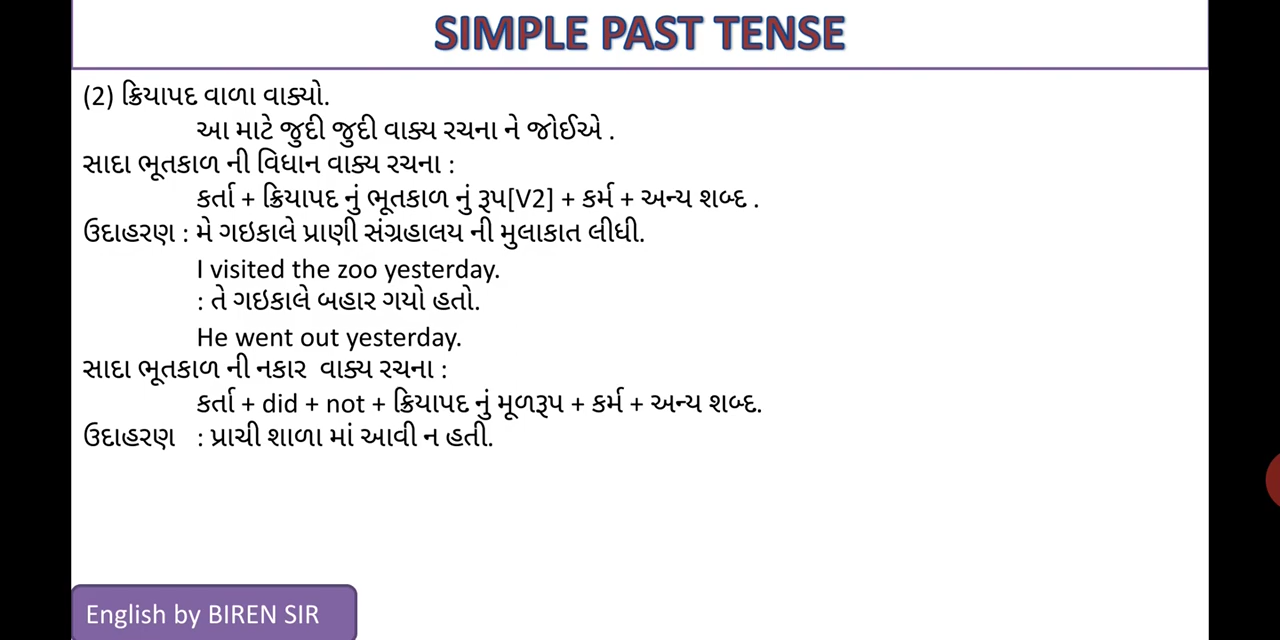 SIMPLE PAST TENSE
(2) ક્રિયાપદ વાળા વાક્યો.
આ માટે જુદી જુદી વાક્ય રચના ને જોઈએ .
સાદા ભૂતકાળ ની વિધાન વાક્ય રચના :
કર્તા + ક્રિયાપદ નું ભૂતકાળ નું રૂપ[V2] + કર્મ + અન્ય શબ્દ .
ઉદાહરણ : મે ગઇકાલે પ્રાણી સંગ્રહાલય ની મુલાકાત લીધી.
I visited the zoo yesterday.
: તે ગઇકાલે બહાર ગયો હતો.
He went out yesterday.
સાદા ભૂતકાળ ની નકાર વાક્ય રચના :
કર્તા + did + not + ક્રિયાપદ નું મૂળરૂપ + કર્મ + અન્ય શબ્દ.
ઉદાહરણ : પ્રાચી શાળા માં આવી ન હતી.
English by BIREN SIR